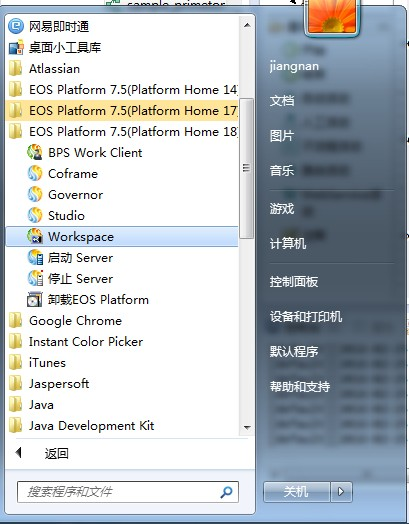 sample-primeton
网易即时通
桌面小工具库
Atlassian
EOS Platform 7.5(Platform Home 14)
EOS Platform 7.5(Platform Home 17)
EOS Platform 7.5(Platform Home 18)
BPS Work Client
Coframe
Governor
Studio
Workspace
启动 Server
停止 Server
卸载EOS Platform
Google Chrome
Instant Color Picker
iTunes
Jaspersoft
Java
Java Development Kit
返回
搜索程序和文件
jiangnan
文档
图片
音乐
游戏
计算机
控制面板
设备和打印机
默认程序
帮助和支持
关机